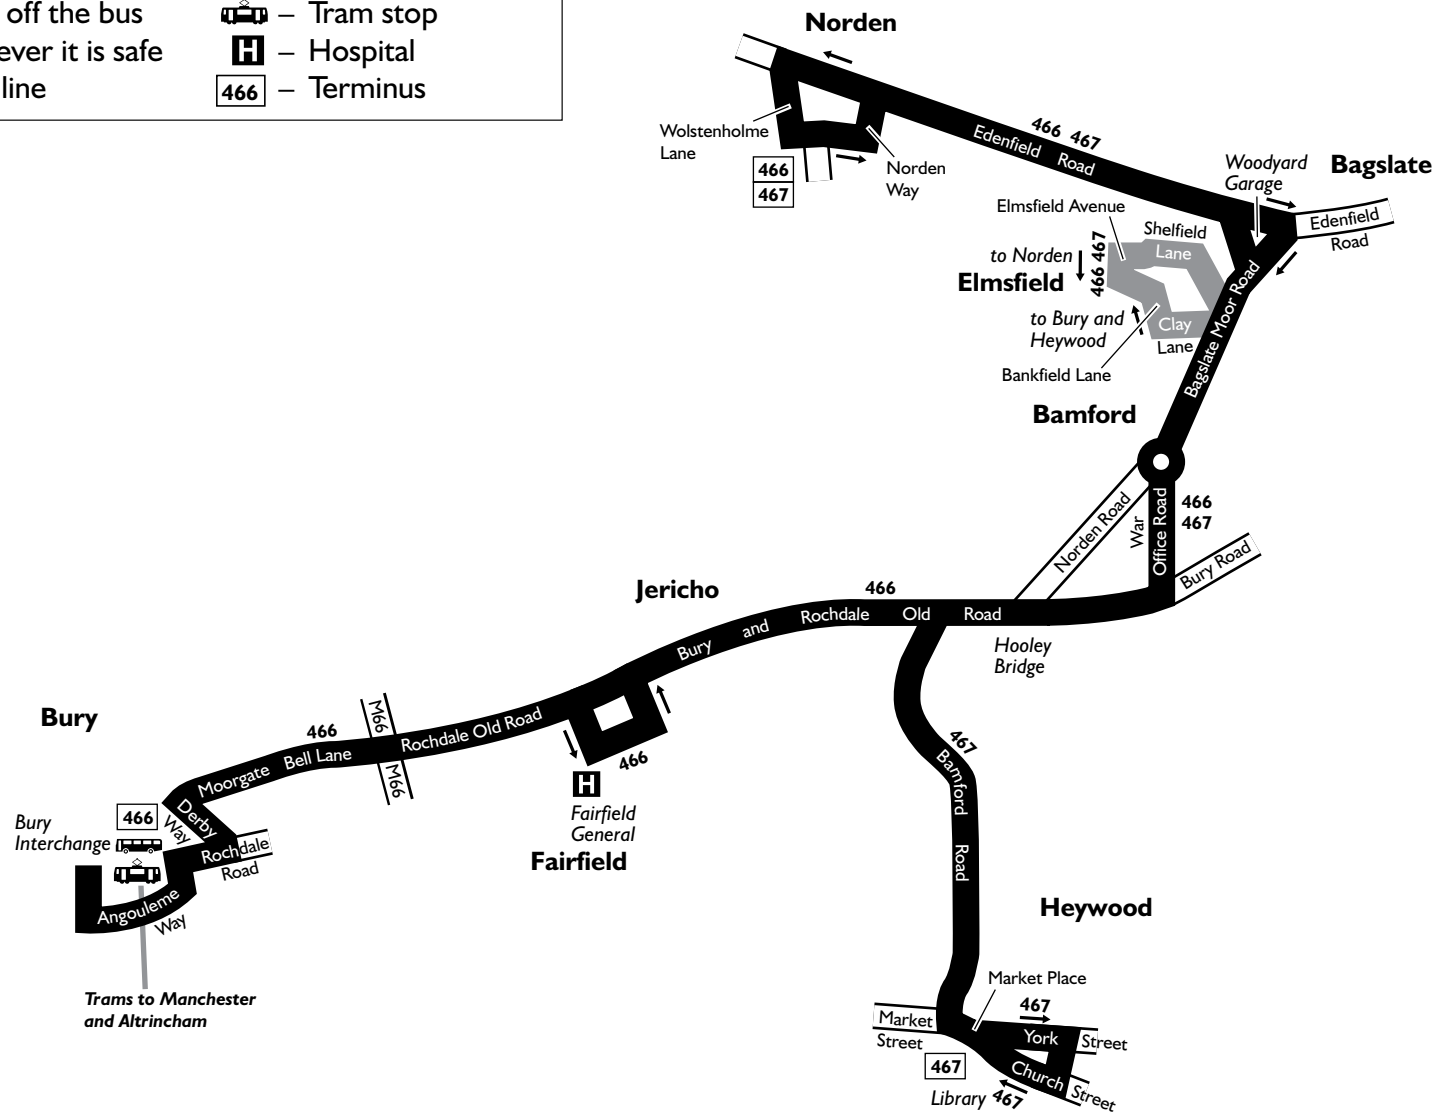 off the bus
ever it is safe
line
– Tram stop
H – Hospital
466 – Terminus
Norden
Wolstenholme
Lane
466
467
Norden
Way
466 467
Edenfield Road
Woodyard
Garage
Bagslate
Edenfield
Road
Elmsfield Avenue
Shelfield
Lane
to Norden
466 467
Elmsfield
to Bury and
Heywood
Clay
Lane
Bankfield Lane
Bagslate Moor Road
Bamford
Norden Road
War
Office Road
466
467
Bury Road
Jericho
466
Bury and Rochdale Old Road
Hooley
Bridge
Bury
466
M66
M66
Moorgate
Bell Lane
Rochdale Old Road
466
H
Fairfield
General
Fairfield
466
Bury
Interchange
Derby
Way
Rochdale
Road
Angouleme
Way
Trams to Manchester
and Altrincham
467
Bamford Road
Heywood
Market Place
467
Market
Street
York
Street
467
Church
Street
Library
467